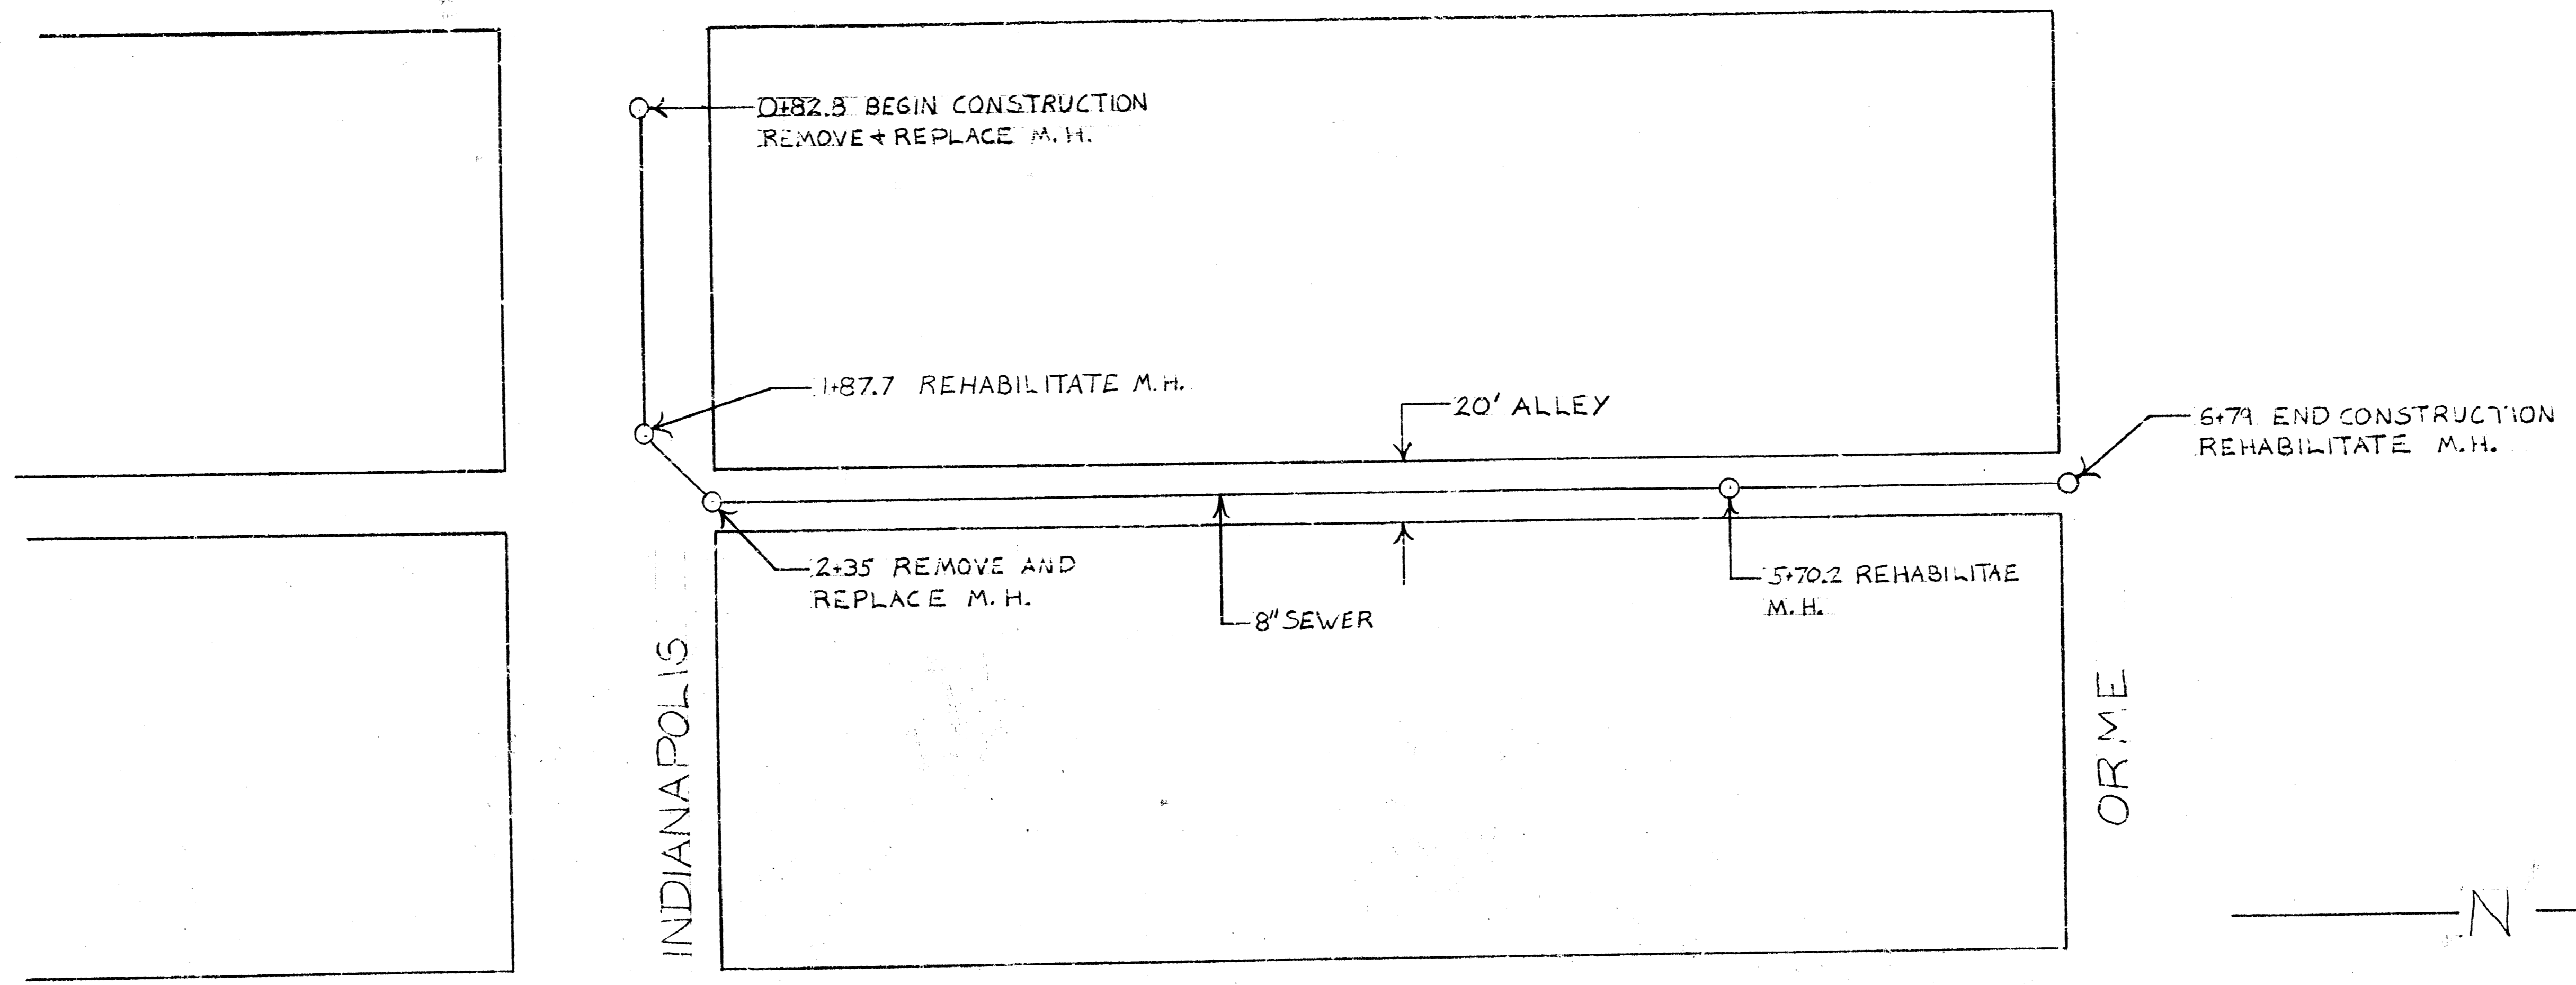 0+82.8 BEGIN CONSTRUCTION
REMOVE & REPLACE M.H.
1+87.7 REHABILITATE M.H.
20' ALLEY
6+79 END CONSTRUCTION
REHABILITATE M.H.
2+35 REMOVE AND
REPLACE M.H.
8" SEWER
5+70.2 REHABILITAE
M.H.
INDIANAPOLIS
ORME
N